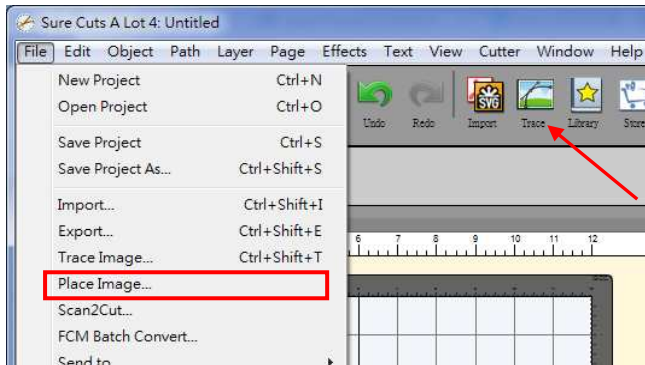 Sure Cuts A Lot 4: Untitled
File Edit Object Path Layer Page Effects Text View Cutter Window Help
New Project Ctrl+N
Open Project Ctrl+O
Save Project Ctrl+S
Save Project As... Ctrl+Shift+S
Import... Ctrl+Shift+I
Export... Ctrl+Shift+E
Trace Image... Ctrl+Shift+T
Place Image...
Scan2Cut...
FCM Batch Convert...
Send to
SVG
Undo Redo Import Trace Library Store
6 7 8 9 10 11 12